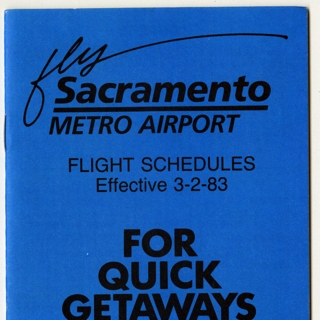 fly
Sacramento
METRO AIRPORT
FLIGHT SCHEDULES
Effective 3-2-83
FOR
QUICK
GETAWAYS